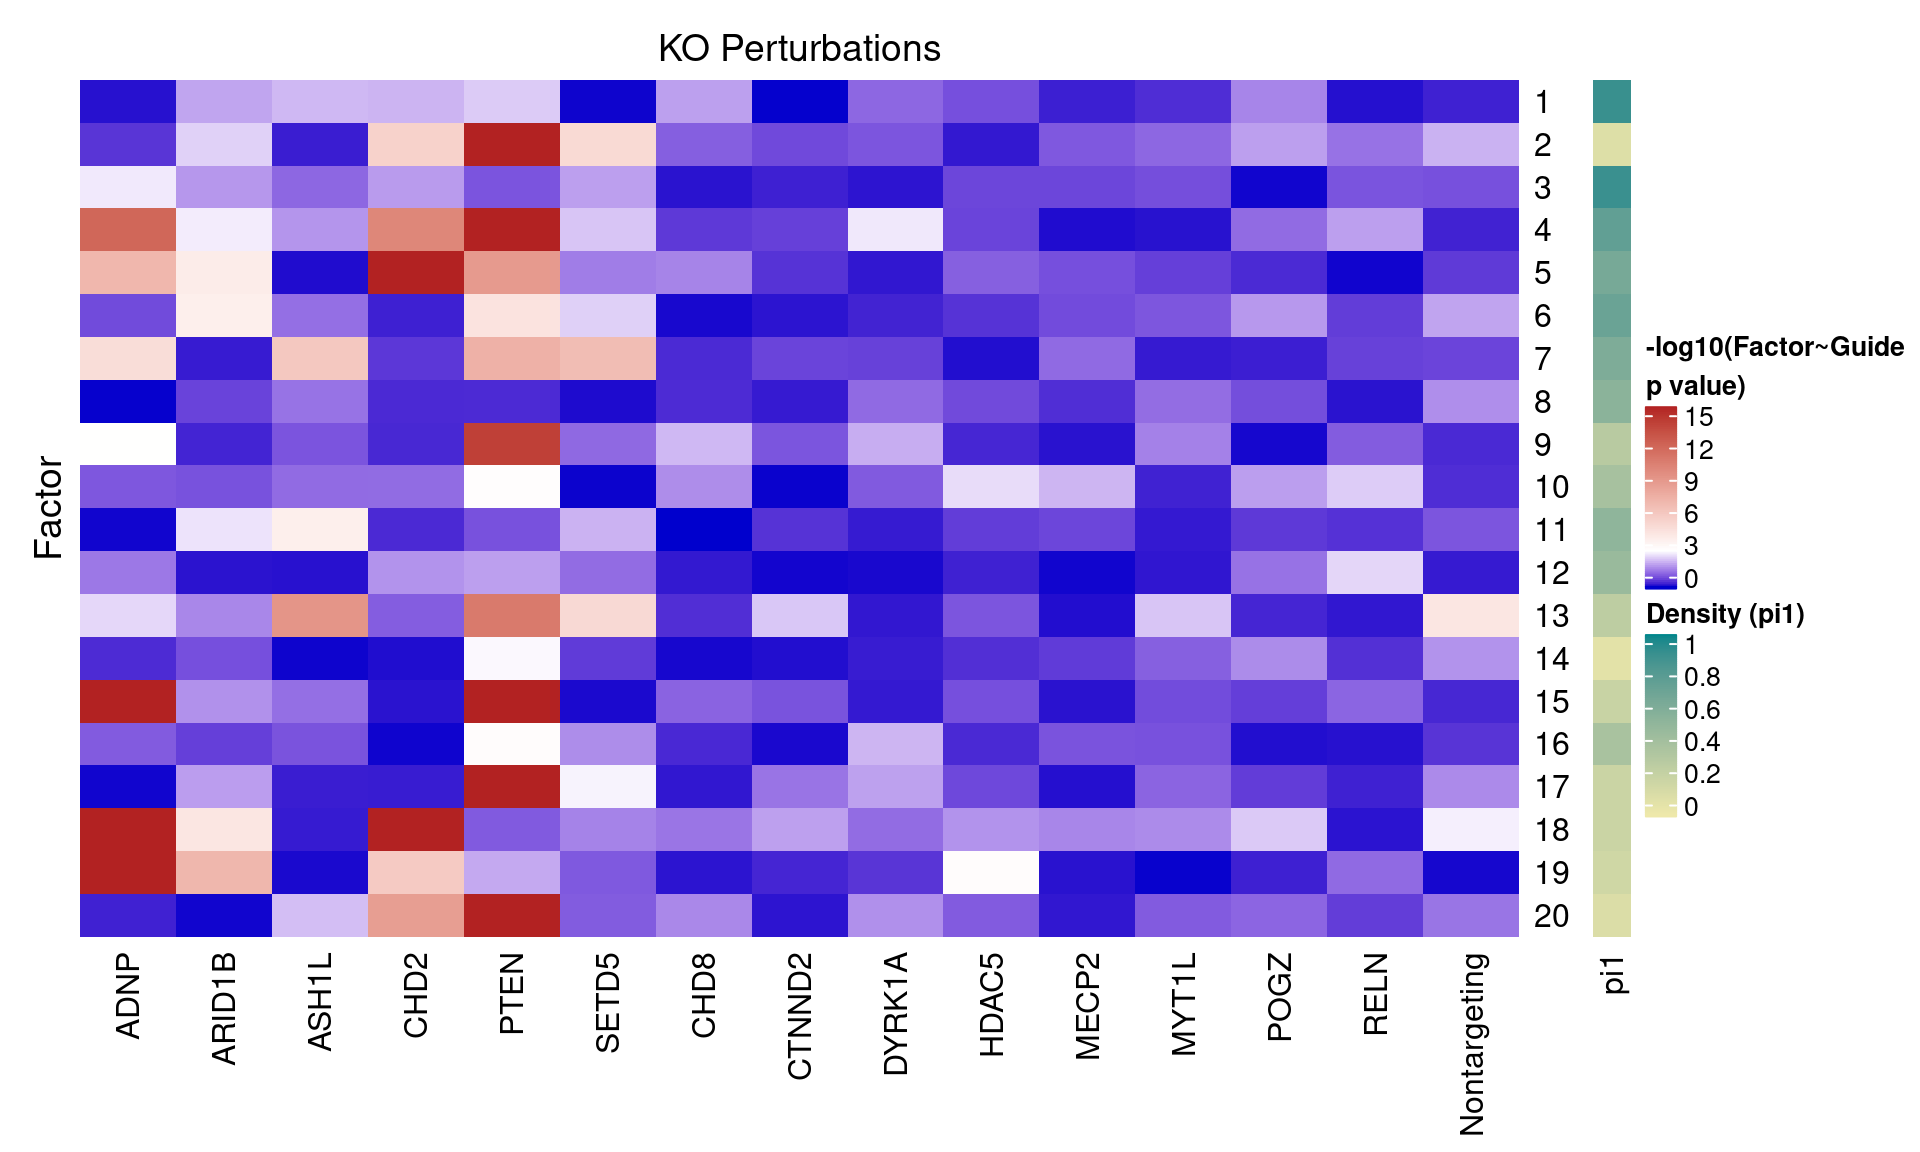 KO Perturbations
Factor
1
2
3
4
5
6
7
8
9
10
11
12
13
14
15
16
17
18
19
20
ADNP
ARID1B
ASH1L
CHD2
PTEN
SETD5
CHD8
CTNND2
DYRK1A
HDAC5
MECP2
MYT1L
POGZ
RELN
Nontargeting
pi1
-log10(Factor~Guide
p value)
15
12
9
6
3
0
Density (pi1)
1
0.8
0.6
0.4
0.2
0